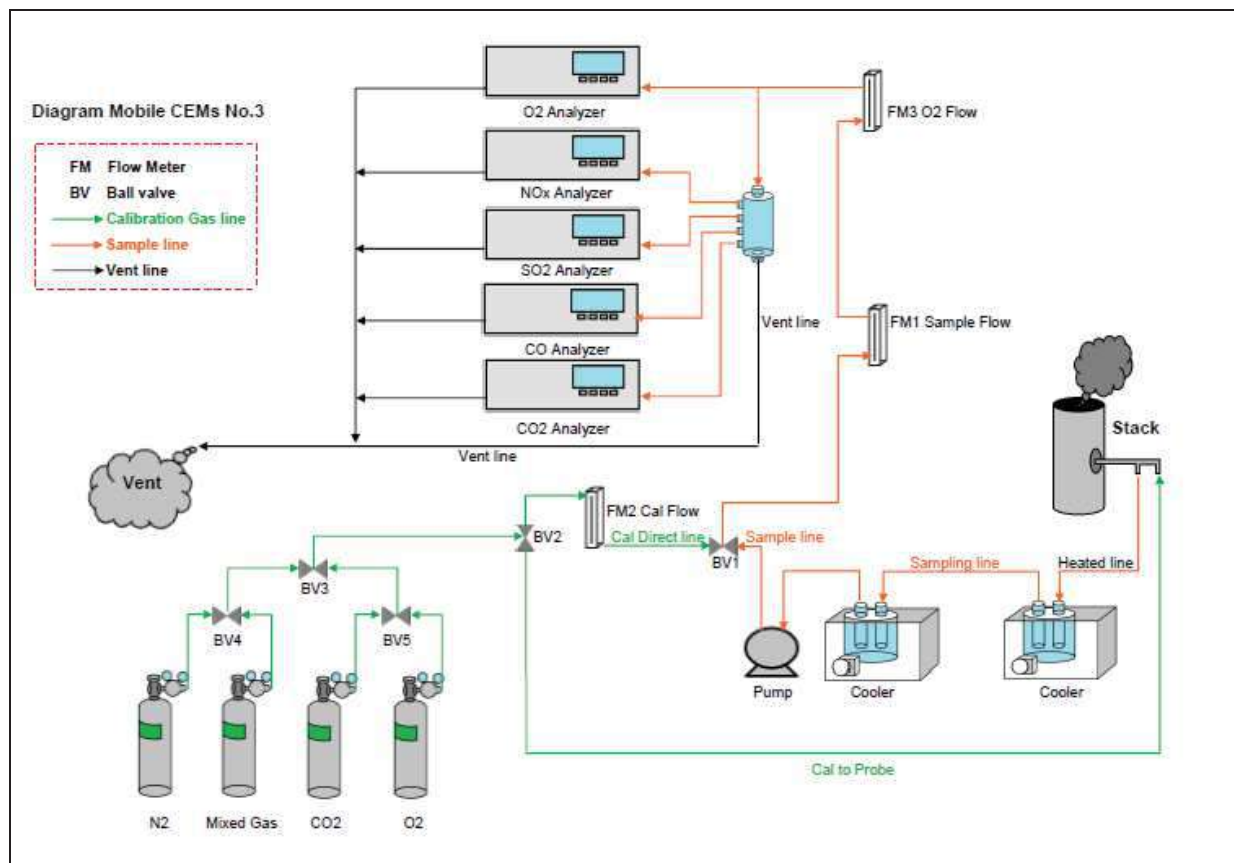 Diagram Mobile CEMs No.3
FM Flow Meter
BV Ball valve
Calibration Gas line
Sample line
Vent line
O2 Analyzer
NOx Analyzer
SO2 Analyzer
CO Analyzer
CO2 Analyzer
FM3 O2 Flow
FM1 Sample Flow
Vent line
Vent line
Vent
Stack
BV2
FM2 Cal Flow
Cal Direct line
BV1
Sample line
Sampling line
Heated line
BV3
BV4
BV5
Pump
Cooler
Cooler
Cal to Probe
N2
Mixed Gas
CO2
O2